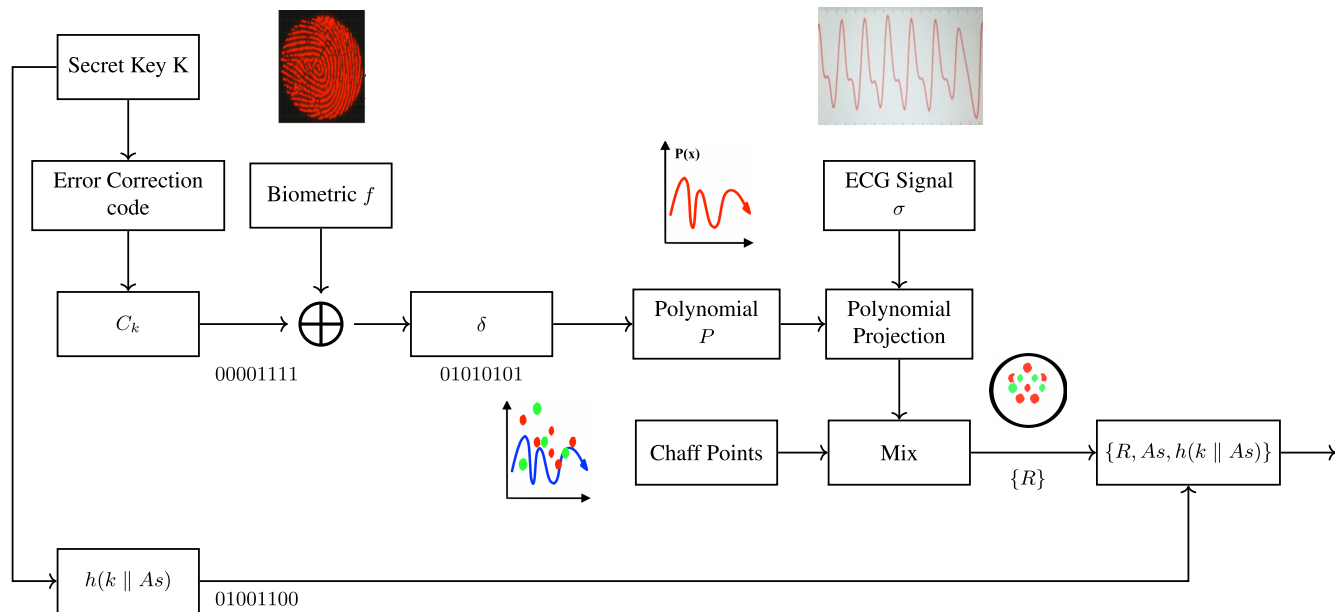 Secret Key K
Error Correction
code
Biometric f
P(x)
ECG Signal
σ
C_k
δ
Polynomial
P
Polynomial
Projection
00001111
01010101
Chaff Points
Mix
{R}
{R, As, h(k ∥ As)}
h(k ∥ As)
01001100